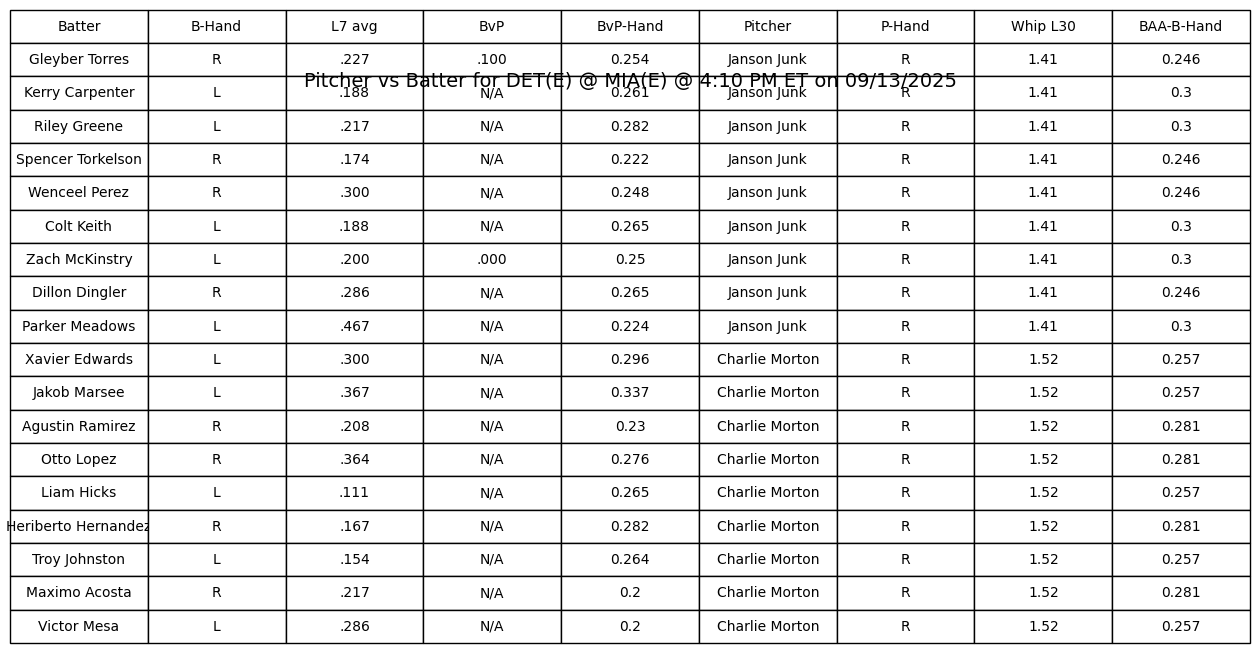 Batter B-Hand L7 avg BvP BvP-Hand Pitcher P-Hand Whip L30 BAA-B-Hand
Gleyber Torres R .227 .100 0.254 Janson Junk R 1.41 0.246
Pitcher vs Batter for DET(E) @ MIA(E) @ 4:10 PM ET on 09/13/2025
Kerry Carpenter L .188 N/A 0.261 Janson Junk R 1.41 0.3
Riley Greene L .217 N/A 0.282 Janson Junk R 1.41 0.3
Spencer Torkelson R .174 N/A 0.222 Janson Junk R 1.41 0.246
Wenceel Perez R .300 N/A 0.248 Janson Junk R 1.41 0.246
Colt Keith L .188 N/A 0.265 Janson Junk R 1.41 0.3
Zach McKinstry L .200 .000 0.25 Janson Junk R 1.41 0.3
Dillon Dingler R .286 N/A 0.265 Janson Junk R 1.41 0.246
Parker Meadows L .467 N/A 0.224 Janson Junk R 1.41 0.3
Xavier Edwards L .300 N/A 0.296 Charlie Morton R 1.52 0.257
Jakob Marsee L .367 N/A 0.337 Charlie Morton R 1.52 0.257
Agustin Ramirez R .208 N/A 0.23 Charlie Morton R 1.52 0.281
Otto Lopez R .364 N/A 0.276 Charlie Morton R 1.52 0.281
Liam Hicks L .111 N/A 0.265 Charlie Morton R 1.52 0.257
Heriberto Hernandez R .167 N/A 0.282 Charlie Morton R 1.52 0.281
Troy Johnston L .154 N/A 0.264 Charlie Morton R 1.52 0.257
Maximo Acosta R .217 N/A 0.2 Charlie Morton R 1.52 0.281
Victor Mesa L .286 N/A 0.2 Charlie Morton R 1.52 0.257